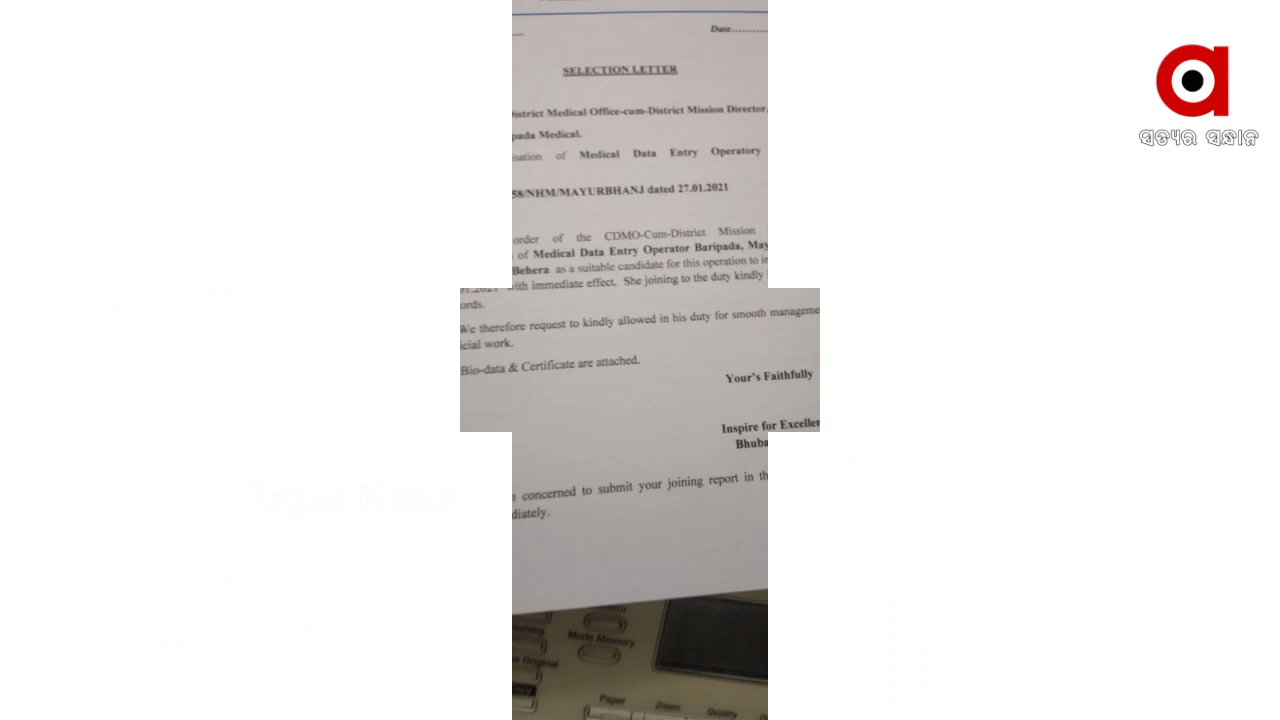 Date............
SELECTION LETTER
District Medical Office-cum-District Mission Director,
pada Medical.
sation of Medical Data Entry Operatory
58/NHM/MAYURBHANJ dated 27.01.2021
order of the CDMO-Cum-District Mission
of Medical Data Entry Operator Baripada, May
Behera as a suitable candidate for this operation to
with immediate effect. She joining to the duty kindly
ords.
We therefore request to kindly allowed in his duty for smooth manageme
icial work.
Bio-data & Certificate are attached.
Your's Faithfully
Inspire for Excellen
Bhuba
concerned to submit your joining report in th
diately.
Mode Memory
Original
Paper Zoom Quality
ସତ୍ୟର ସନ୍ଧାନ
Argus News